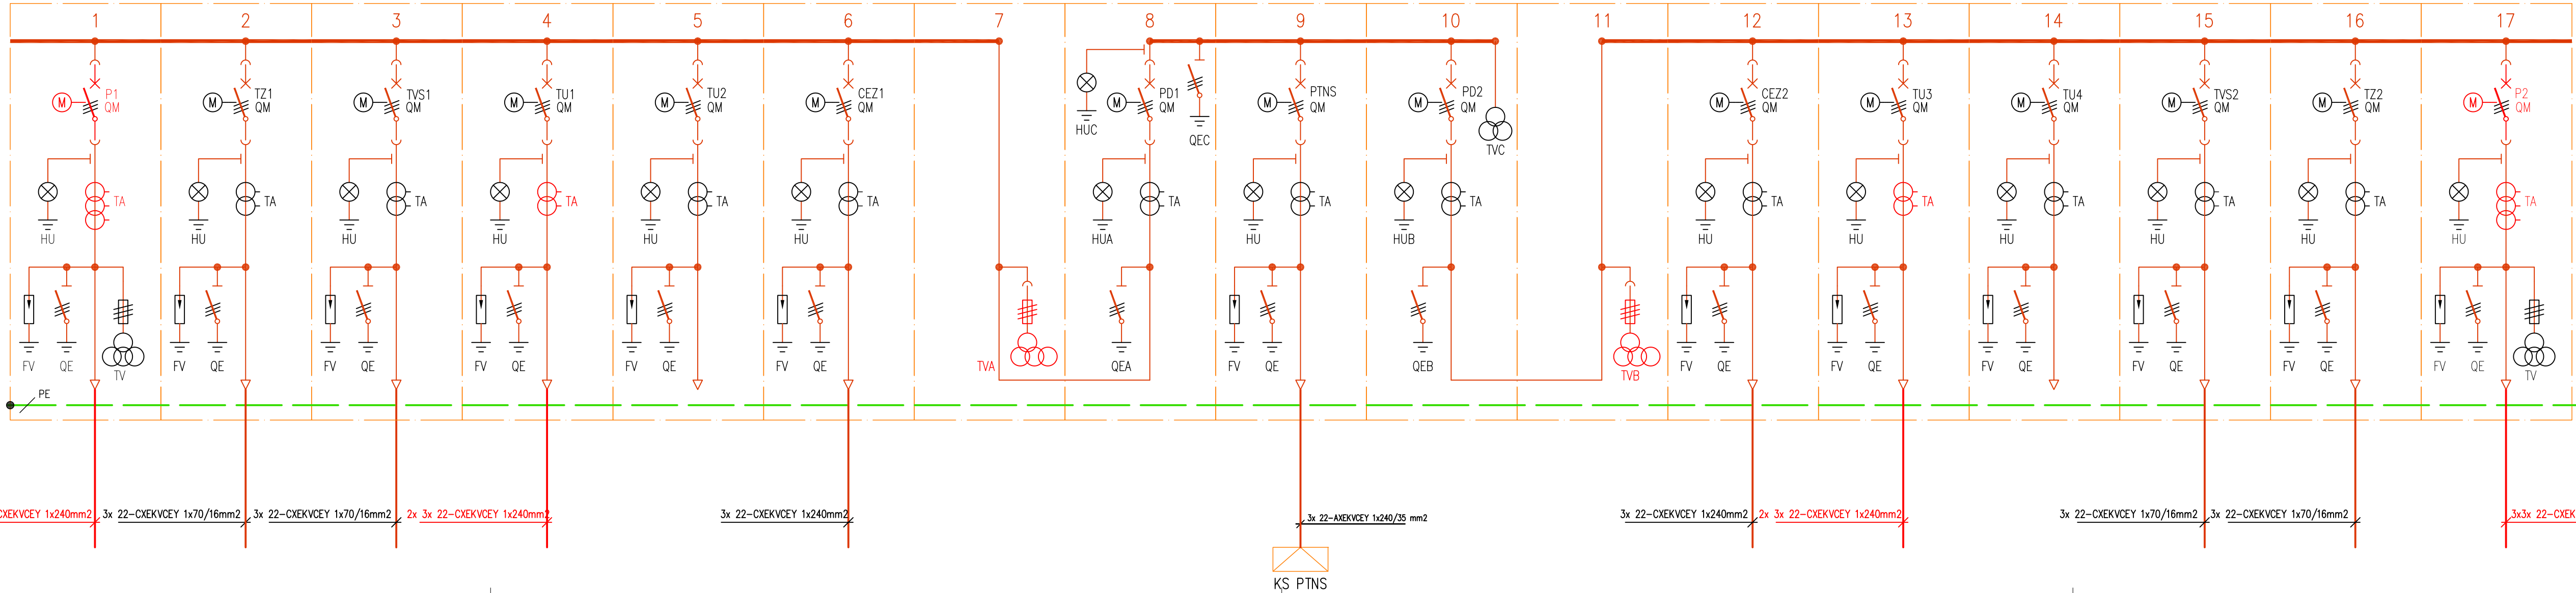 1 2 3 4 5 6 7 8 9 10 11 12 13 14 15 16 17
P1 TZ1 TVS1 TU1 TU2 CEZ1 PD1 PTNS PD2 CEZ2 TU3 TU4 TVS2 TZ2 P2
M QM M QM M QM M QM M QM M QM M QM M QM M QM M QM M QM M QM M QM M QM M QM
HUC QEC TVC
TA TA TA TA TA TA TA TA TA TA TA TA TA TA TA
HU HU HU HU HU HU HUA HU HUB HU HU HU HU HU HU
FV QE TV FV QE FV QE FV QE FV QE FV QE TVA QEA FV QE QEB TVB FV QE FV QE FV QE FV QE FV QE FV QE TV
PE
CXEKVCEY 1x240mm2 3x 22-CXEKVCEY 1x70/16mm2 3x 22-CXEKVCEY 1x70/16mm2 2x 3x 22-CXEKVCEY 1x240mm2 3x 22-CXEKVCEY 1x240mm2 3x 22-AXEKVCEY 1x240/35 mm2 3x 22-CXEKVCEY 1x240mm2 2x 3x 22-CXEKVCEY 1x240mm2 3x 22-CXEKVCEY 1x70/16mm2 3x 22-CXEKVCEY 1x70/16mm2 3x3x 22-CXEK
KS PTNS